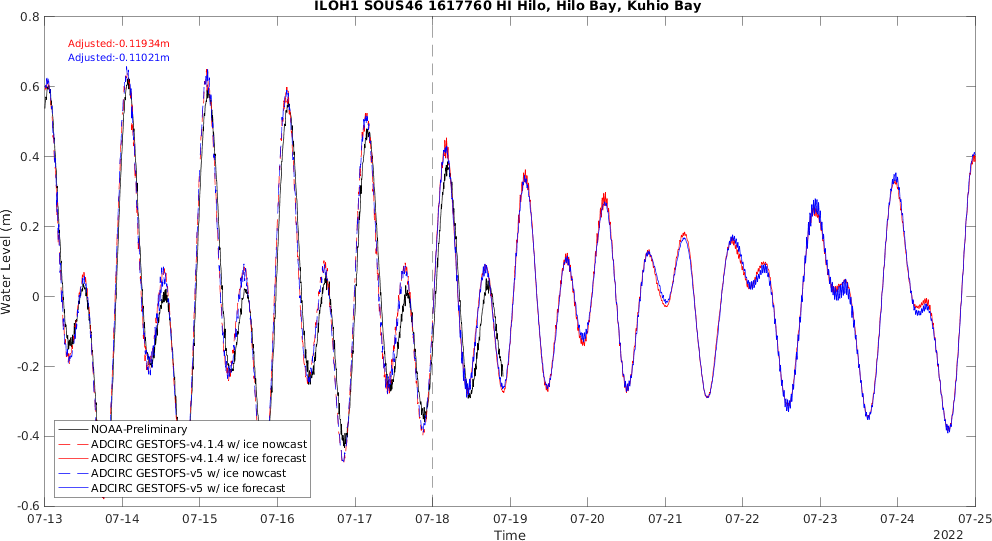 ILOH1 SOUS46 1617760 HI Hilo, Hilo Bay, Kuhio Bay
Adjusted:-0.11934m
Adjusted:-0.11021m
0.8
0.6
0.4
0.2
0
-0.2
-0.4
-0.6
Water Level (m)
NOAA-Preliminary
ADCIRC GESTOFS-v4.1.4 w/ ice nowcast
ADCIRC GESTOFS-v4.1.4 w/ ice forecast
ADCIRC GESTOFS-v5 w/ ice nowcast
ADCIRC GESTOFS-v5 w/ ice forecast
07-13 07-14 07-15 07-16 07-17 07-18 07-19 07-20 07-21 07-22 07-23 07-24 07-25
Time
2022